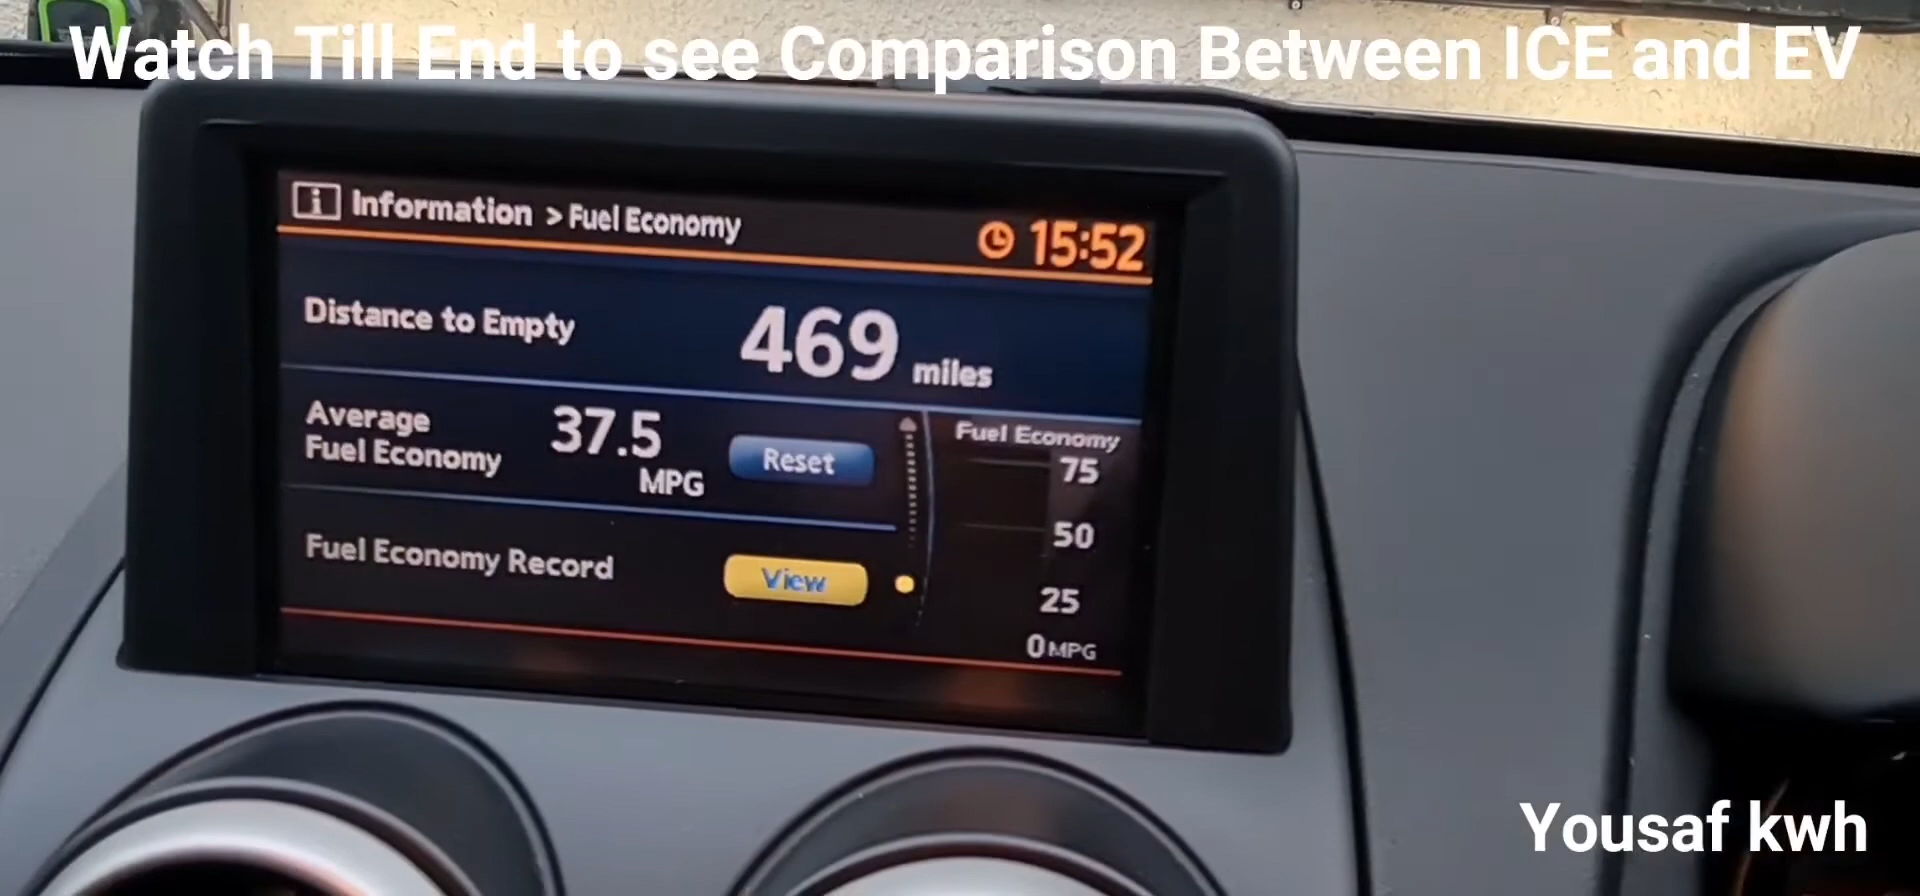 Watch Till End to see Comparison Between ICE and EV
i Information > Fuel Economy 15:52
Distance to Empty 469 miles
Average
Fuel Economy 37.5 MPG Reset
Fuel Economy
75
50
25
0 MPG
Fuel Economy Record View
Yousaf kwh